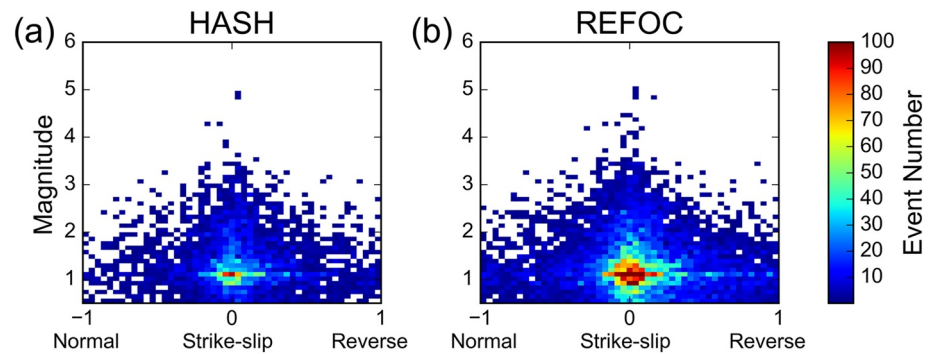 (a) HASH
Magnitude
6
5
4
3
2
1
−1 0 1
Normal Strike-slip Reverse
(b) REFOC
6
5
4
3
2
1
−1 0 1
Normal Strike-slip Reverse
100
90
80
70
60
50
40
30
20
10
Event Number